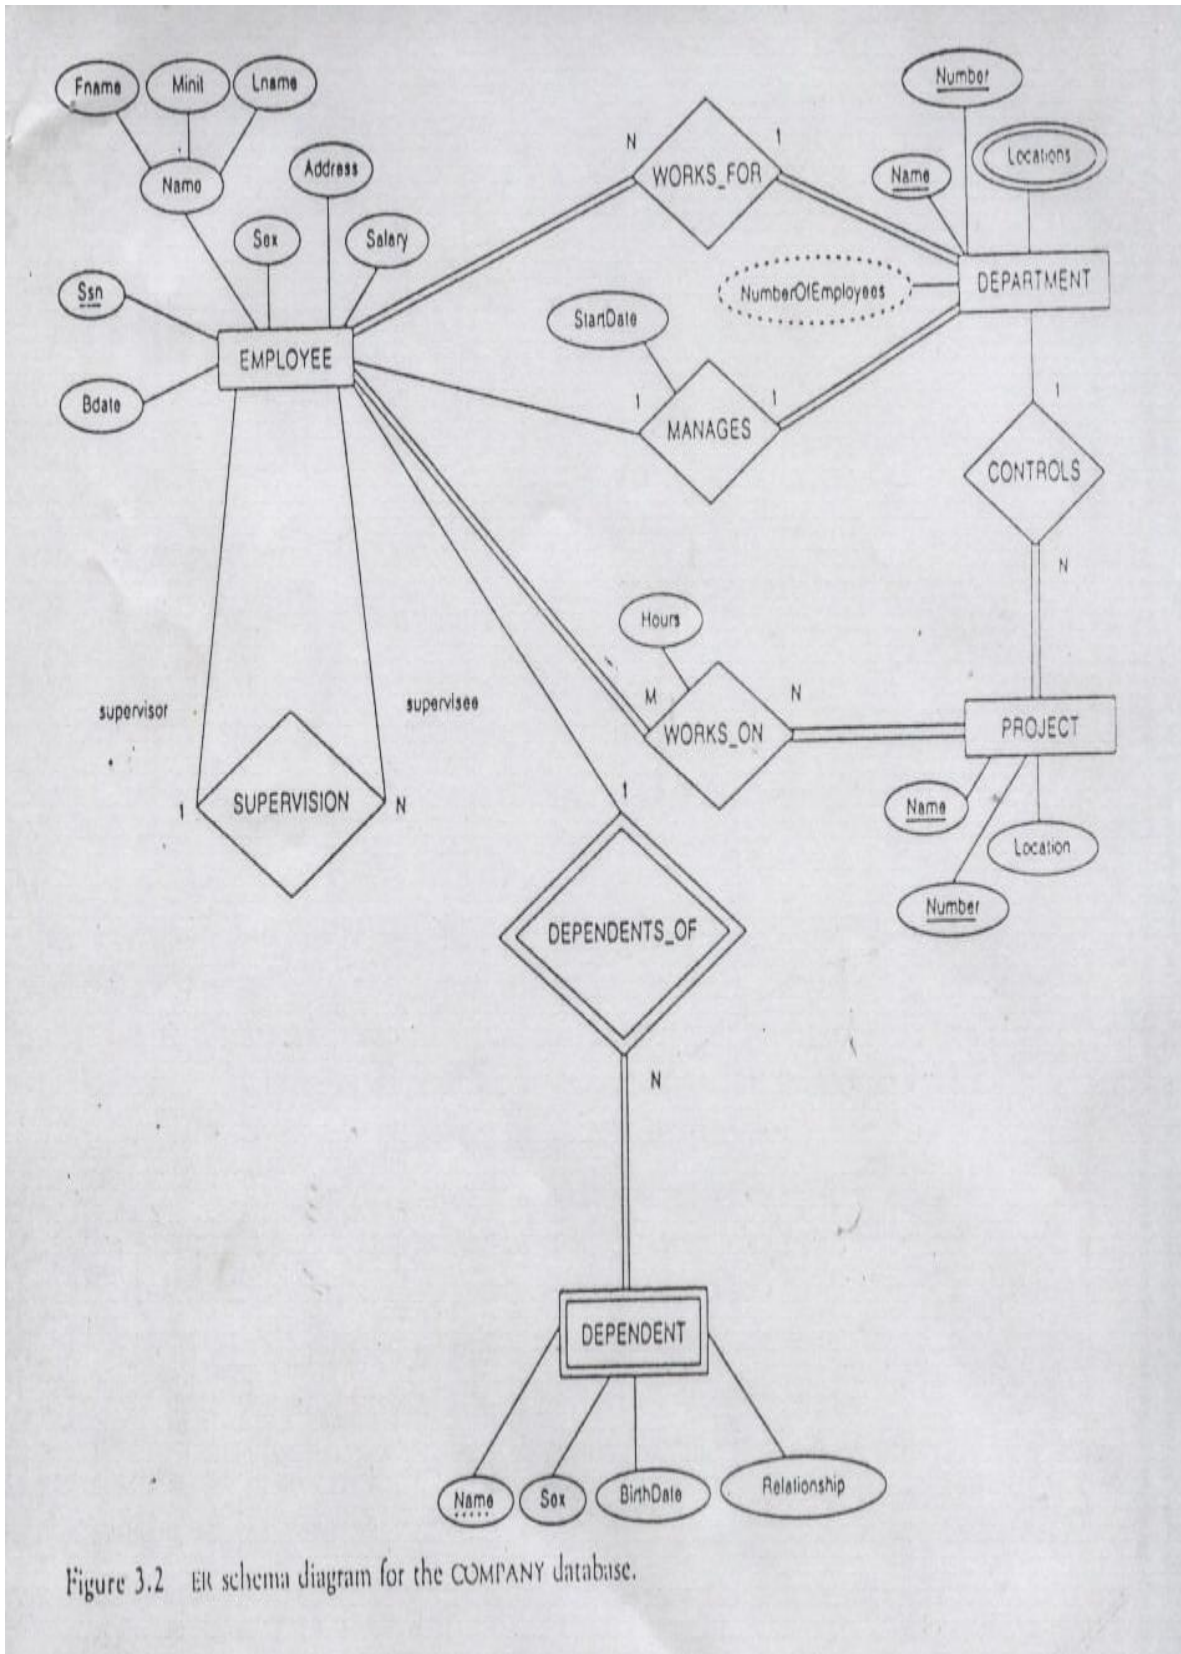 Number
Fname
Minit
Lname
N
1
Locations
Address
WORKS_FOR
Name
Name
Sex
Salary
DEPARTMENT
Ssn
NumberOfEmployees
StartDate
EMPLOYEE
1
1
1
Bdate
MANAGES
CONTROLS
N
Hours
M
N
supervisor
supervisee
WORKS_ON
PROJECT
1
SUPERVISION
N
1
Name
Location
Number
DEPENDENTS_OF
N
DEPENDENT
Name
Sex
BirthDate
Relationship
Figure 3.2 ER schema diagram for the COMPANY database.